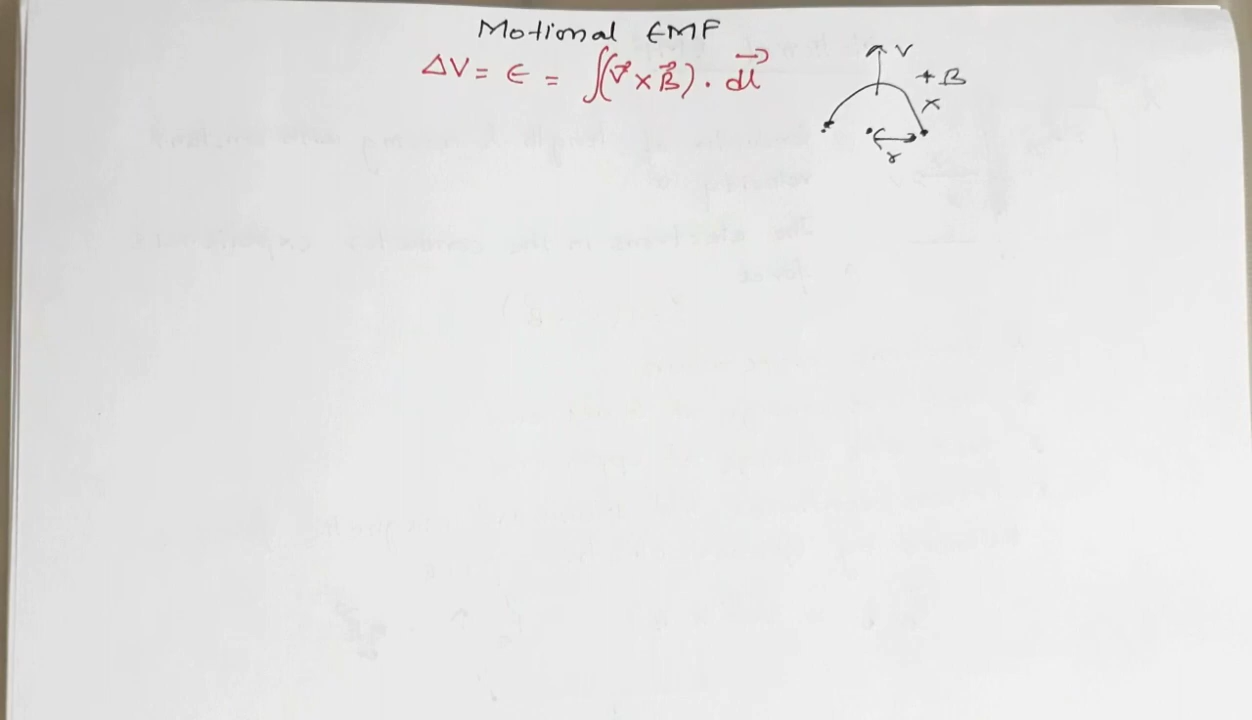 Motional EMF
ΔV = ε = ∫(v⃗ × B⃗) . dl⃗
v
+ B
x
r